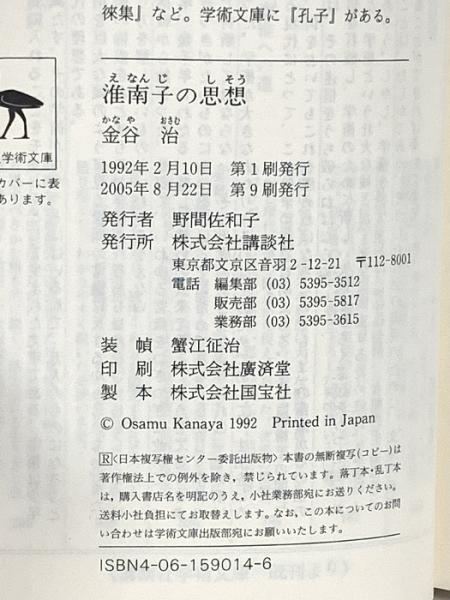 徠集』など。学術文庫に『孔子』がある。
え なん じ し そう
淮南子の思想
かな や おさむ
金谷 治
学術文庫
カバーに表
あります。
1992年2月10日 第1刷発行
2005年8月22日 第9刷発行
発行者 野間佐和子
発行所 株式会社講談社
東京都文京区音羽2-12-21 〒112-8001
電話 編集部 (03) 5395-3512
販売部 (03) 5395-5817
業務部 (03) 5395-3615
装 幀 蟹江征治
印 刷 株式会社廣済堂
製 本 株式会社国宝社
© Osamu Kanaya 1992 Printed in Japan
R〈日本複写権センター委託出版物〉本書の無断複写(コピー)は
著作権法上での例外を除き，禁じられています。落丁本・乱丁本
は，購入書店名を明記のうえ，小社業務部宛にお送りください。
送料小社負担にてお取替えします。なお，この本についてのお問
い合わせは学術文庫出版部宛にお願いいたします。
ISBN4-06-159014-6